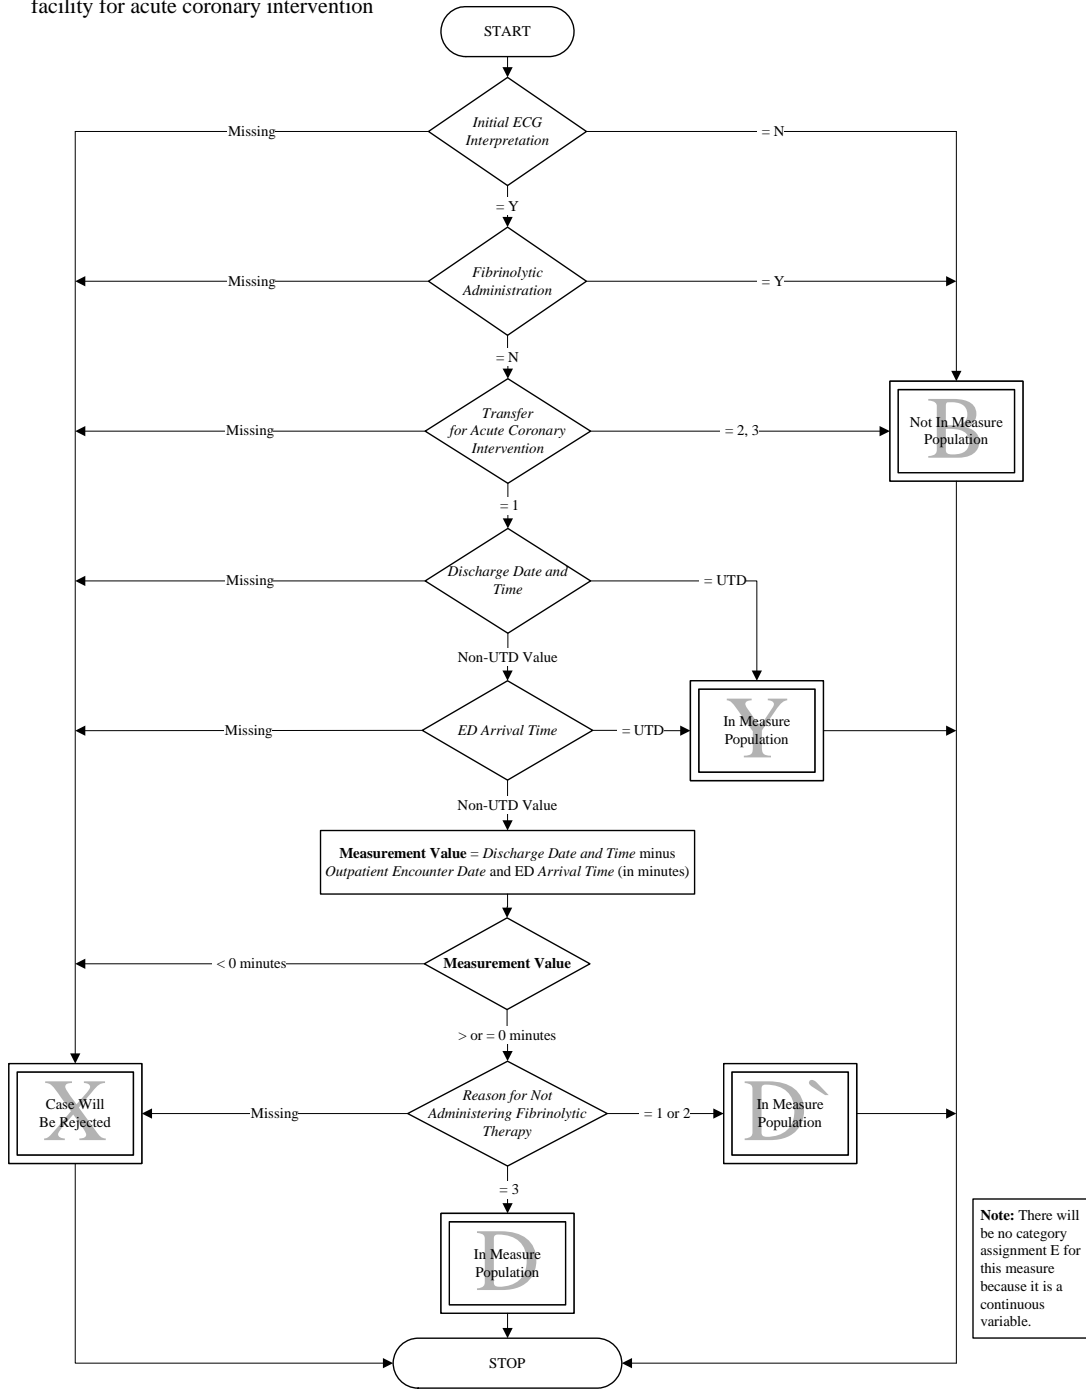 facility for acute coronary intervention
START
Initial ECG
Interpretation
Missing
= N
= Y
Fibrinolytic
Administration
Missing
= Y
= N
Transfer
for Acute Coronary
Intervention
Missing
= 2, 3
B
Not In Measure
Population
= 1
Discharge Date and
Time
Missing
= UTD
Non-UTD Value
ED Arrival Time
Missing
= UTD
Y
In Measure
Population
Non-UTD Value
Measurement Value = Discharge Date and Time minus
Outpatient Encounter Date and ED Arrival Time (in minutes)
Measurement Value
< 0 minutes
> or = 0 minutes
X
Case Will
Be Rejected
Missing
Reason for Not
Administering Fibrinolytic
Therapy
= 1 or 2
D`
In Measure
Population
= 3
D
In Measure
Population
Note: There will
be no category
assignment E for
this measure
because it is a
continuous
variable.
STOP